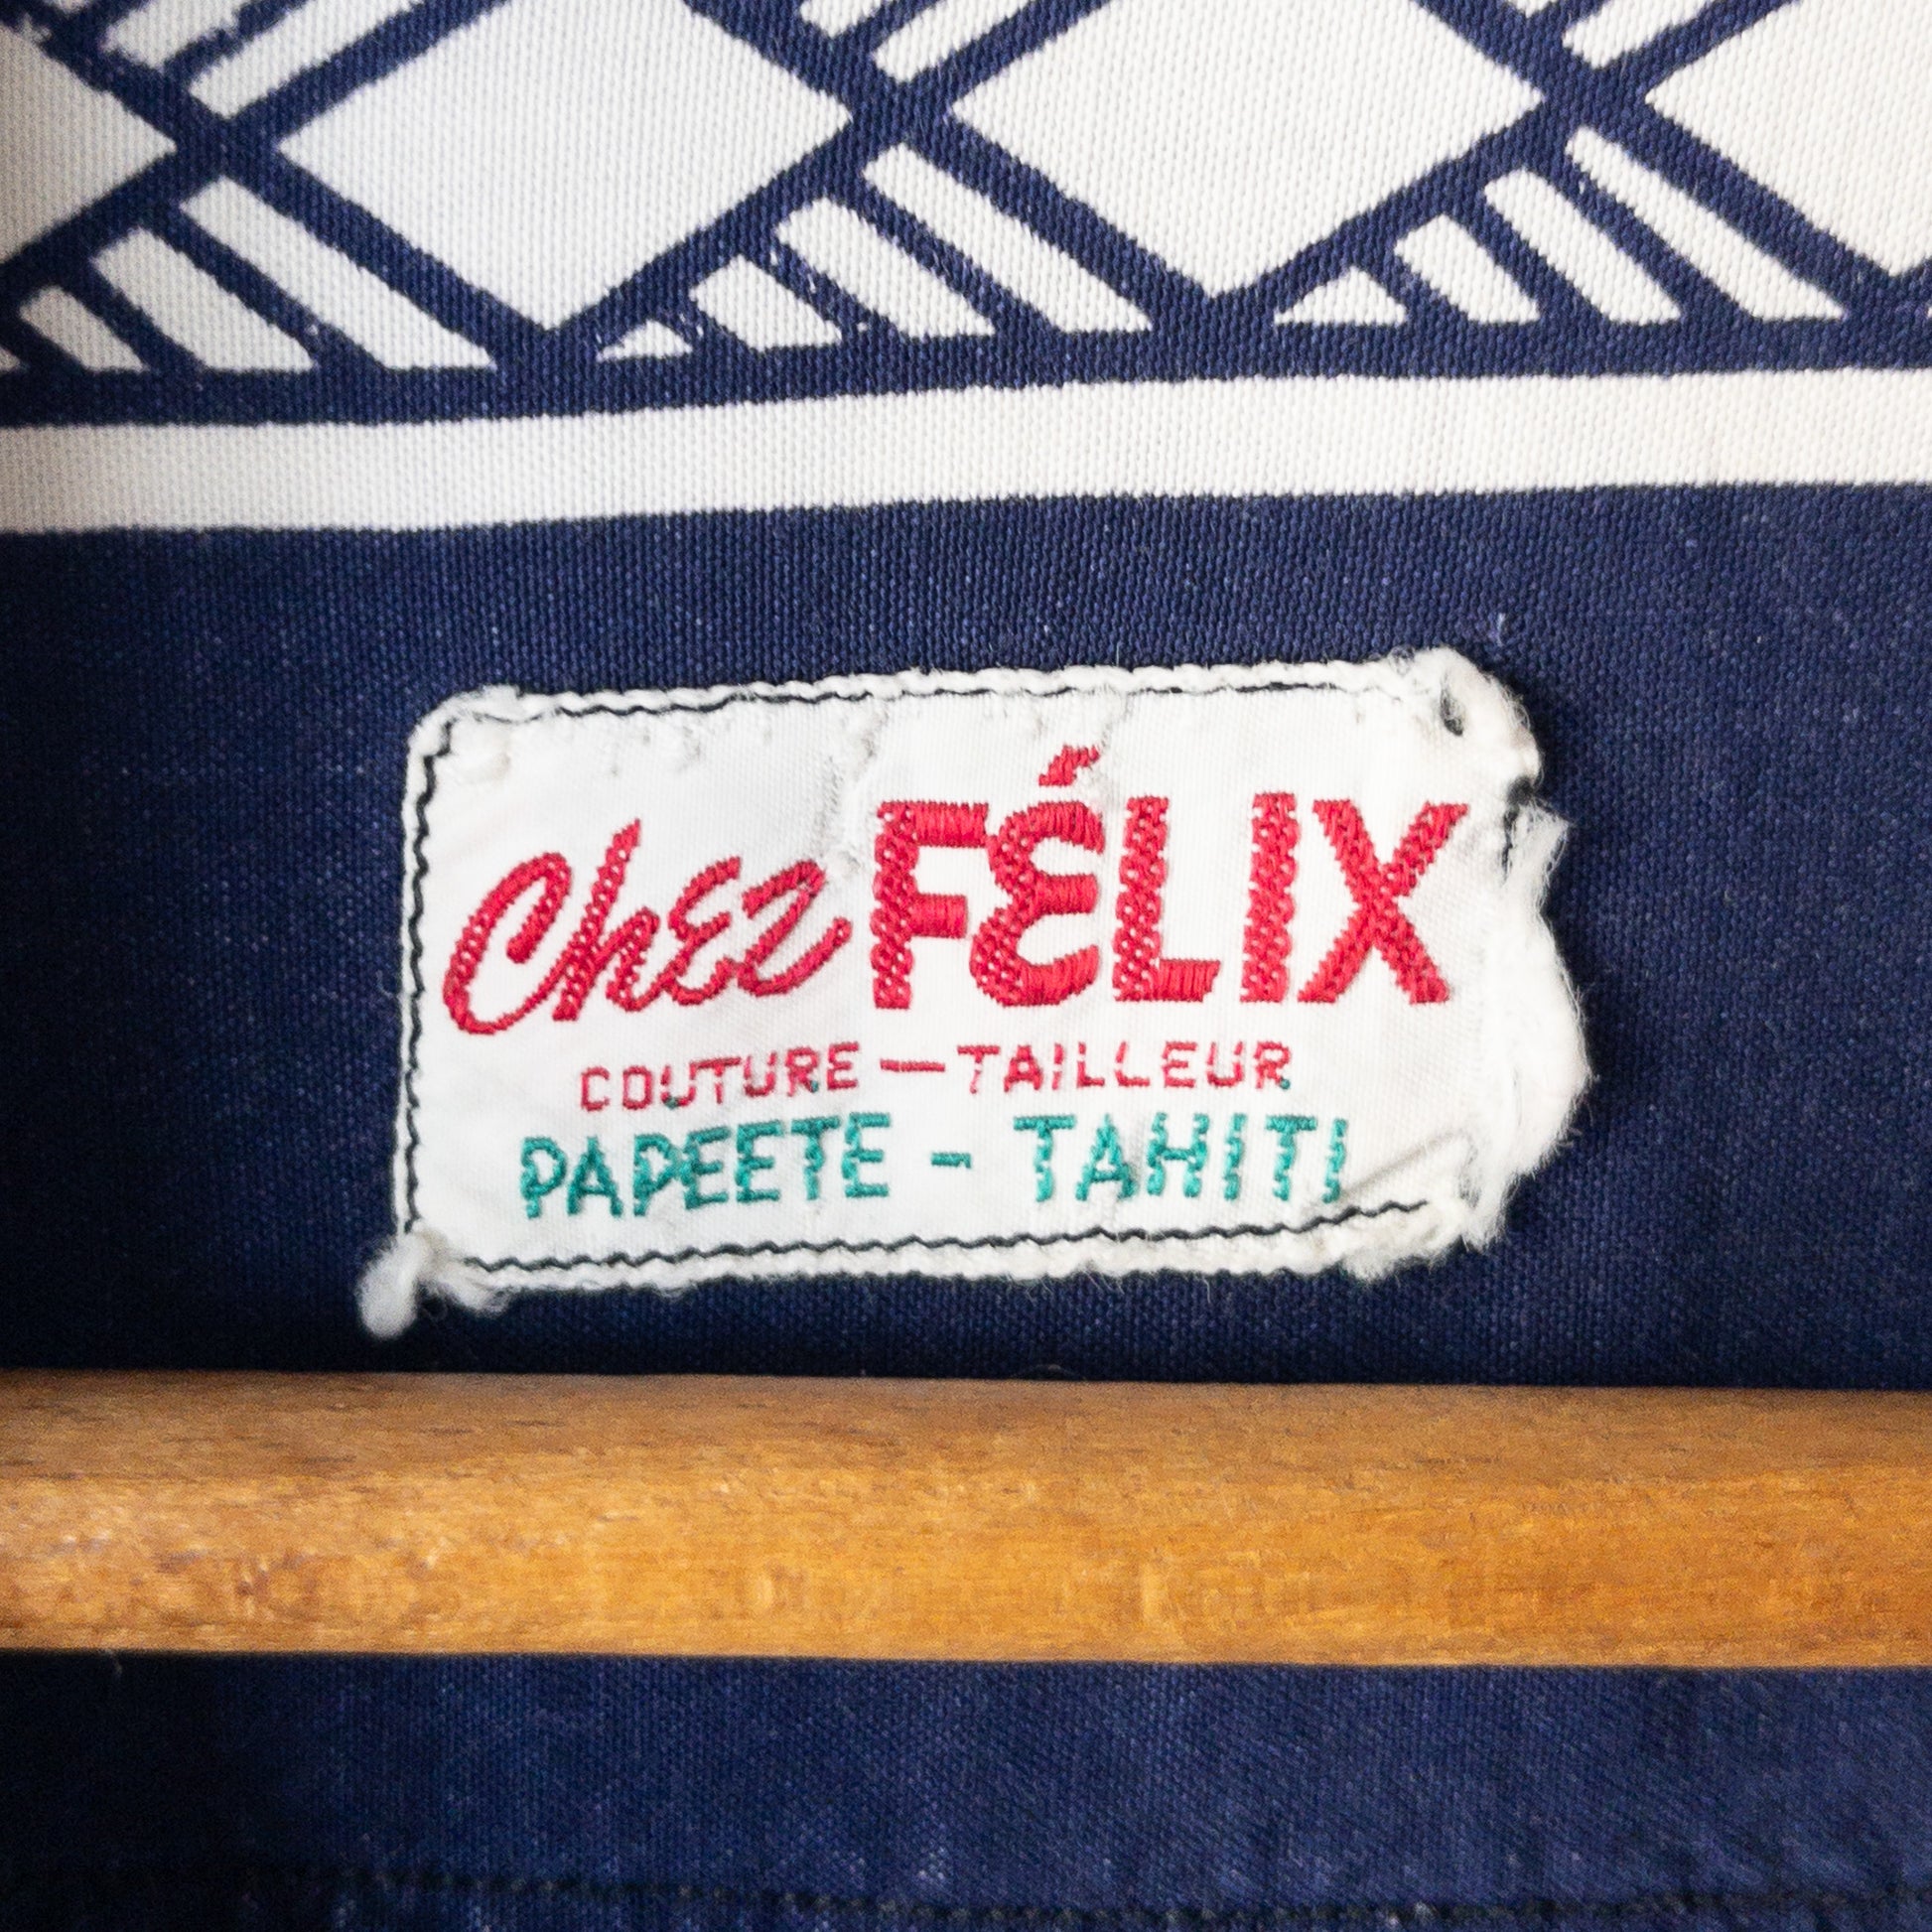 Chez FÉLIX
COUTURE — TAILLEUR
PAPEETE - TAHITI